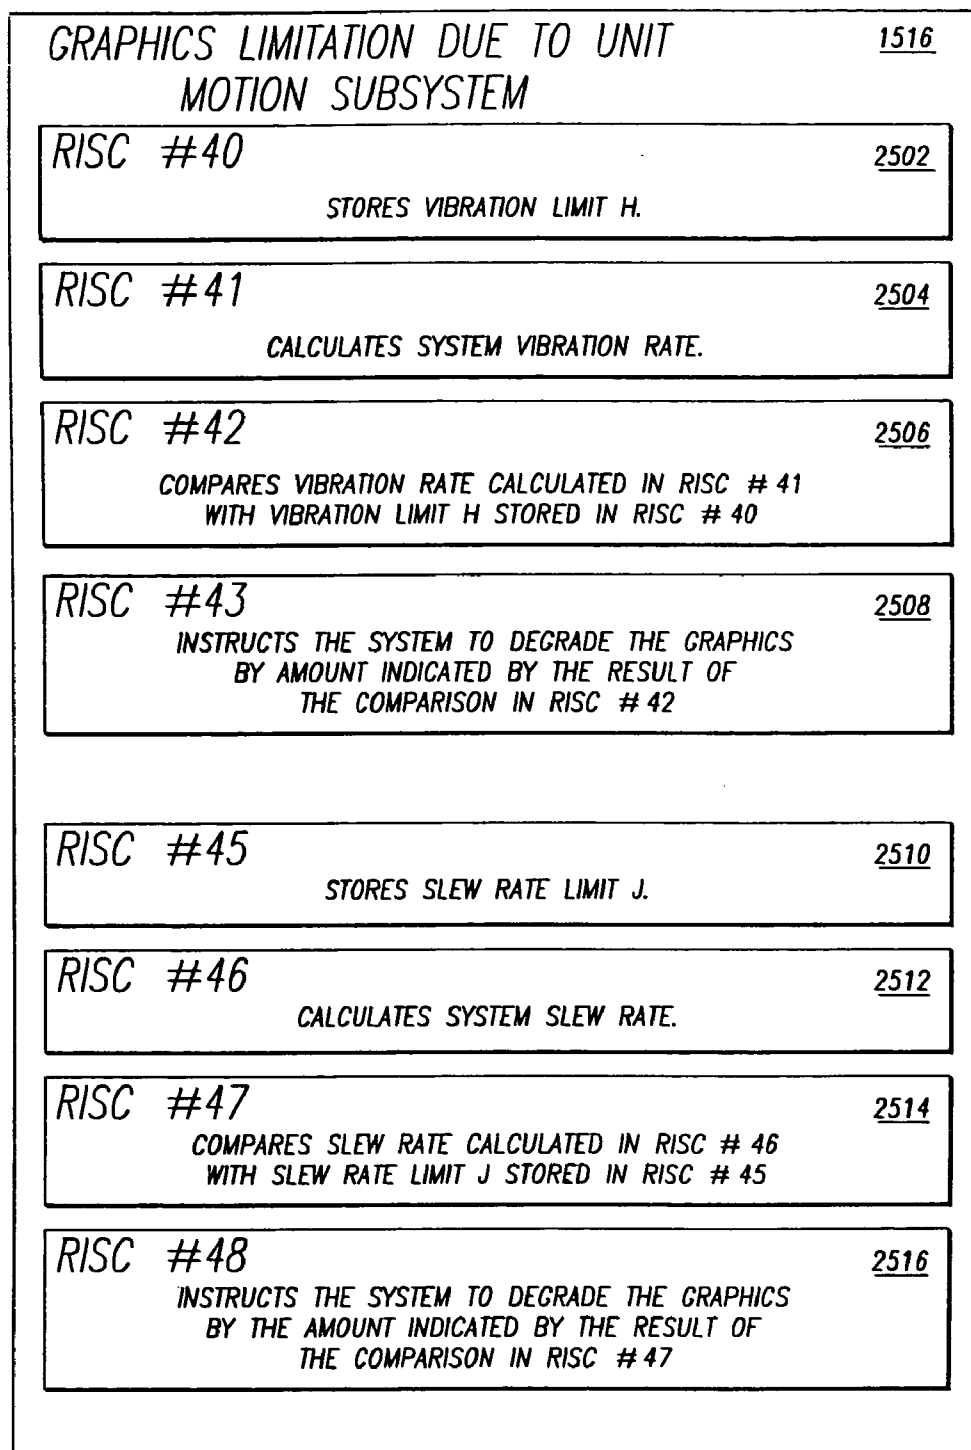 GRAPHICS LIMITATION DUE TO UNIT 1516
MOTION SUBSYSTEM
RISC #40 2502
STORES VIBRATION LIMIT H.
RISC #41 2504
CALCULATES SYSTEM VIBRATION RATE.
RISC #42 2506
COMPARES VIBRATION RATE CALCULATED IN RISC # 41
WITH VIBRATION LIMIT H STORED IN RISC # 40
RISC #43 2508
INSTRUCTS THE SYSTEM TO DEGRADE THE GRAPHICS
BY AMOUNT INDICATED BY THE RESULT OF
THE COMPARISON IN RISC # 42
RISC #45 2510
STORES SLEW RATE LIMIT J.
RISC #46 2512
CALCULATES SYSTEM SLEW RATE.
RISC #47 2514
COMPARES SLEW RATE CALCULATED IN RISC # 46
WITH SLEW RATE LIMIT J STORED IN RISC # 45
RISC #48 2516
INSTRUCTS THE SYSTEM TO DEGRADE THE GRAPHICS
BY THE AMOUNT INDICATED BY THE RESULT OF
THE COMPARISON IN RISC # 47